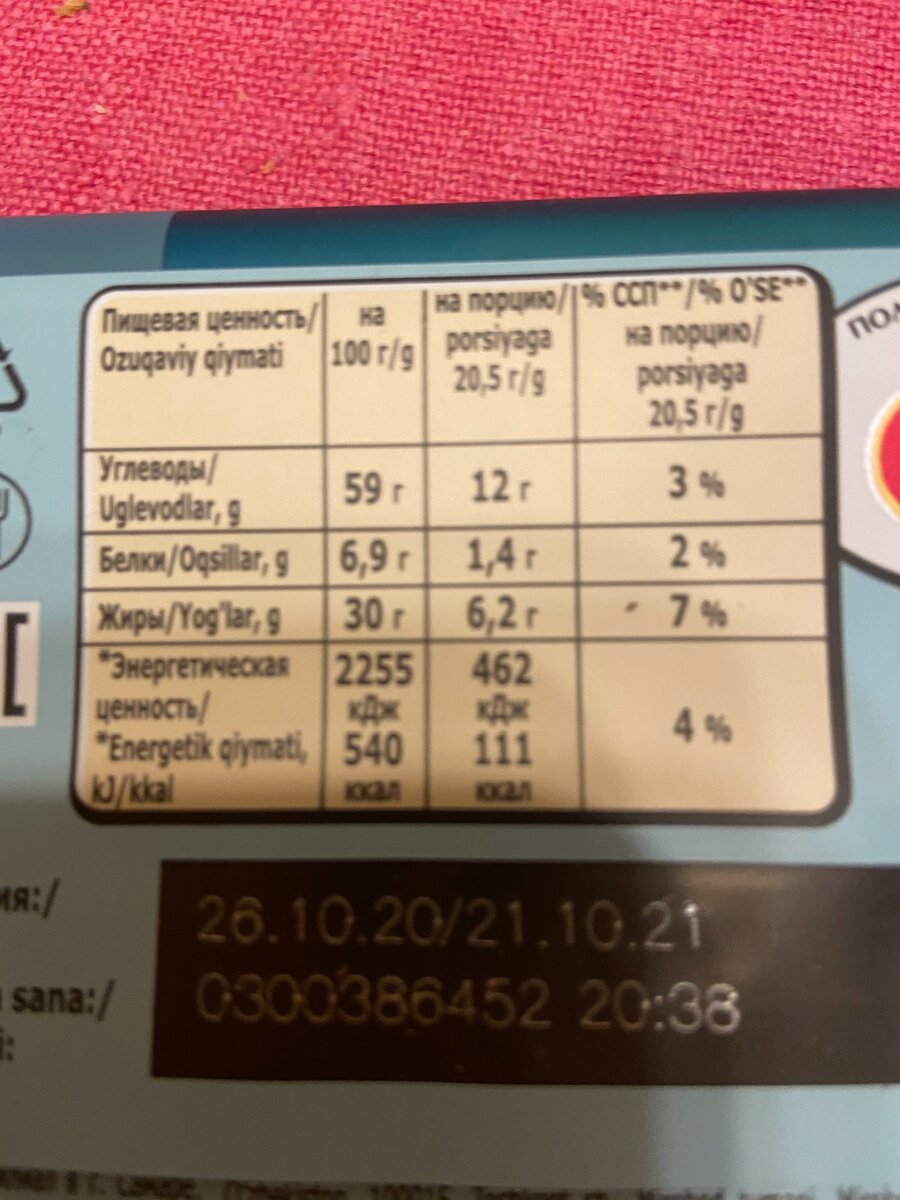 Пищевая ценность/
Ozuqaviy qiymati
на
100 г/g
на порцию/
porsiyaga
20,5 г/g
% ССП**/% O'SE**
на порцию/
porsiyaga
20,5 г/g
Углеводы/
Uglevodlar, g
59 г
12 г
3 %
Белки/Oqsillar, g
6,9 г
1,4 г
2 %
Жиры/Yog'lar, g
30 г
6,2 г
7 %
*Энергетическая
ценность/
*Energetik qiymati,
kJ/kkal
2255
кДж
540
ккал
462
кДж
111
ккал
4 %
ия:/
sana:/
26.10.20/21.10.21
0300386452 20:38